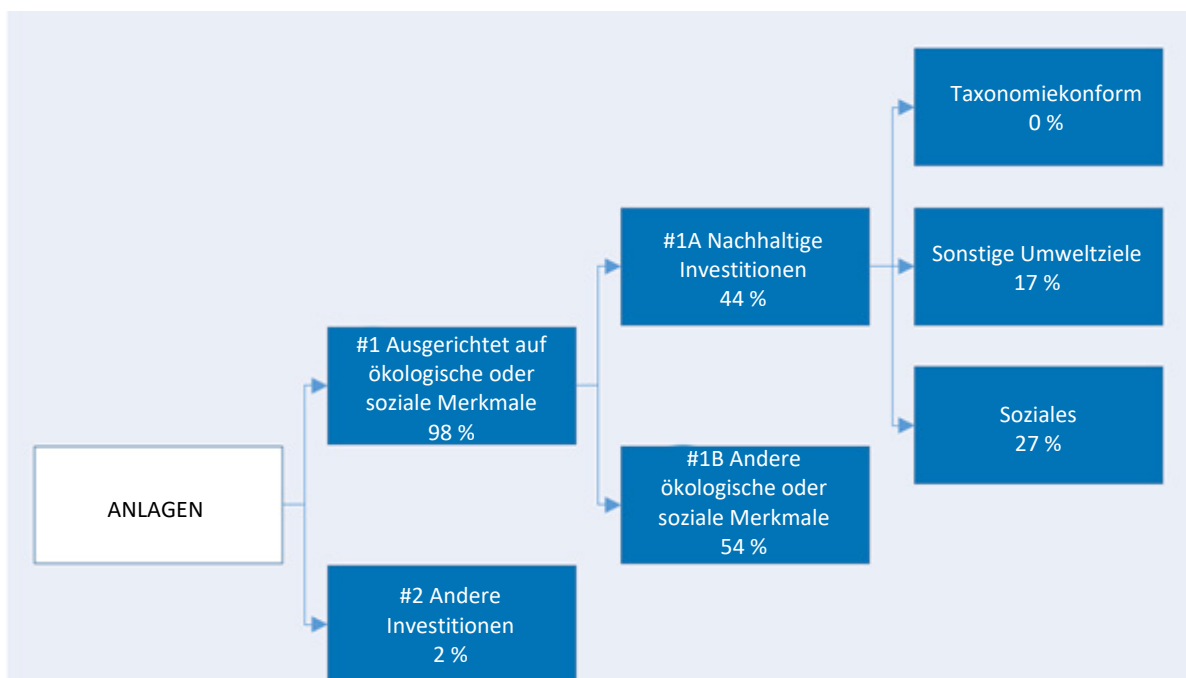 ANLAGEN
#1 Ausgerichtet auf
ökologische oder
soziale Merkmale
98 %
#2 Andere
Investitionen
2 %
#1A Nachhaltige
Investitionen
44 %
#1B Andere
ökologische oder
soziale Merkmale
54 %
Taxonomiekonform
0 %
Sonstige Umweltziele
17 %
Soziales
27 %